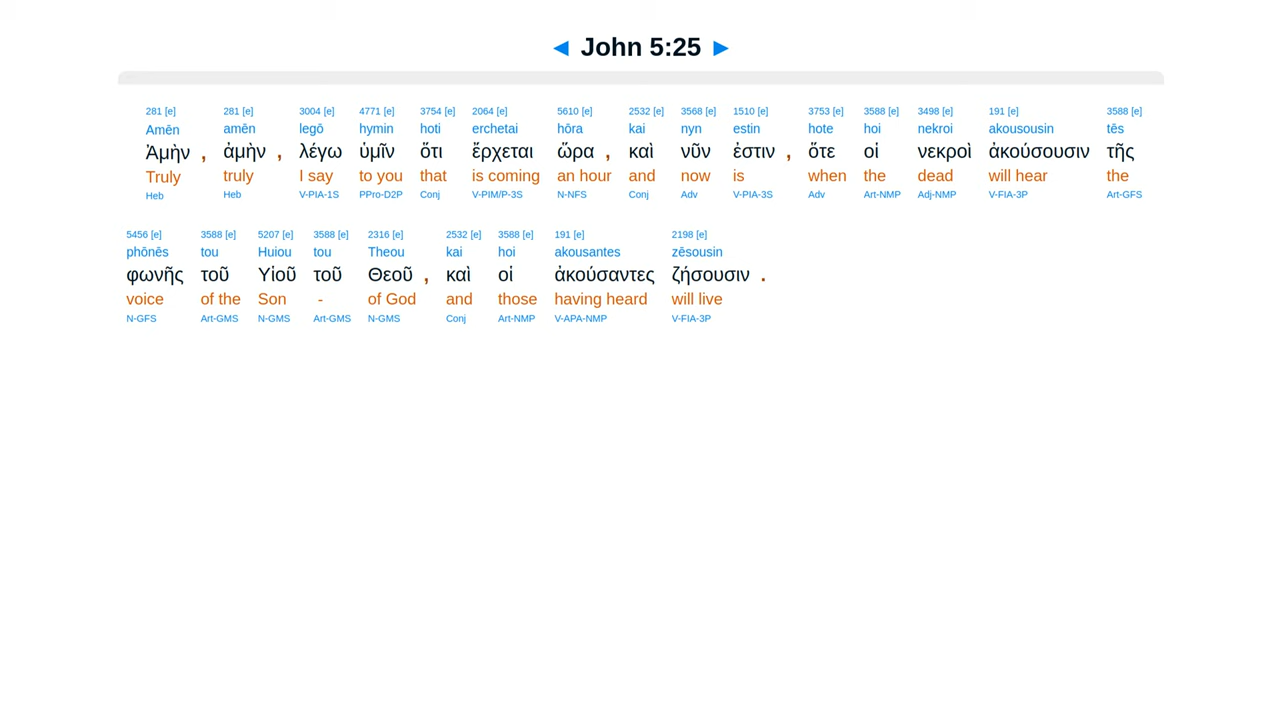 ◄ John 5:25 ►
281 [e] 281 [e] 3004 [e] 4771 [e] 3754 [e] 2064 [e] 5610 [e] 2532 [e] 3568 [e] 1510 [e] 3753 [e] 3588 [e] 3498 [e] 191 [e] 3588 [e]
Amēn amēn legō hymin hoti erchetai hōra kai nyn estin hote hoi nekroi akousousin tēs
Ἀμὴν , ἀμὴν , λέγω ὑμῖν ὅτι ἔρχεται ὥρα , καὶ νῦν ἐστιν , ὅτε οἱ νεκροὶ ἀκούσουσιν τῆς
Truly truly I say to you that is coming an hour and now is when the dead will hear the
Heb Heb V-PIA-1S PPro-D2P Conj V-PIM/P-3S N-NFS Conj Adv V-PIA-3S Adv Art-NMP Adj-NMP V-FIA-3P Art-GFS
5456 [e] 3588 [e] 5207 [e] 3588 [e] 2316 [e] 2532 [e] 3588 [e] 191 [e] 2198 [e]
phōnēs tou Huiou tou Theou kai hoi akousantes zēsousin
φωνῆς τοῦ Υἱοῦ τοῦ Θεοῦ , καὶ οἱ ἀκούσαντες ζήσουσιν .
voice of the Son - of God and those having heard will live
N-GFS Art-GMS N-GMS Art-GMS N-GMS Conj Art-NMP V-APA-NMP V-FIA-3P